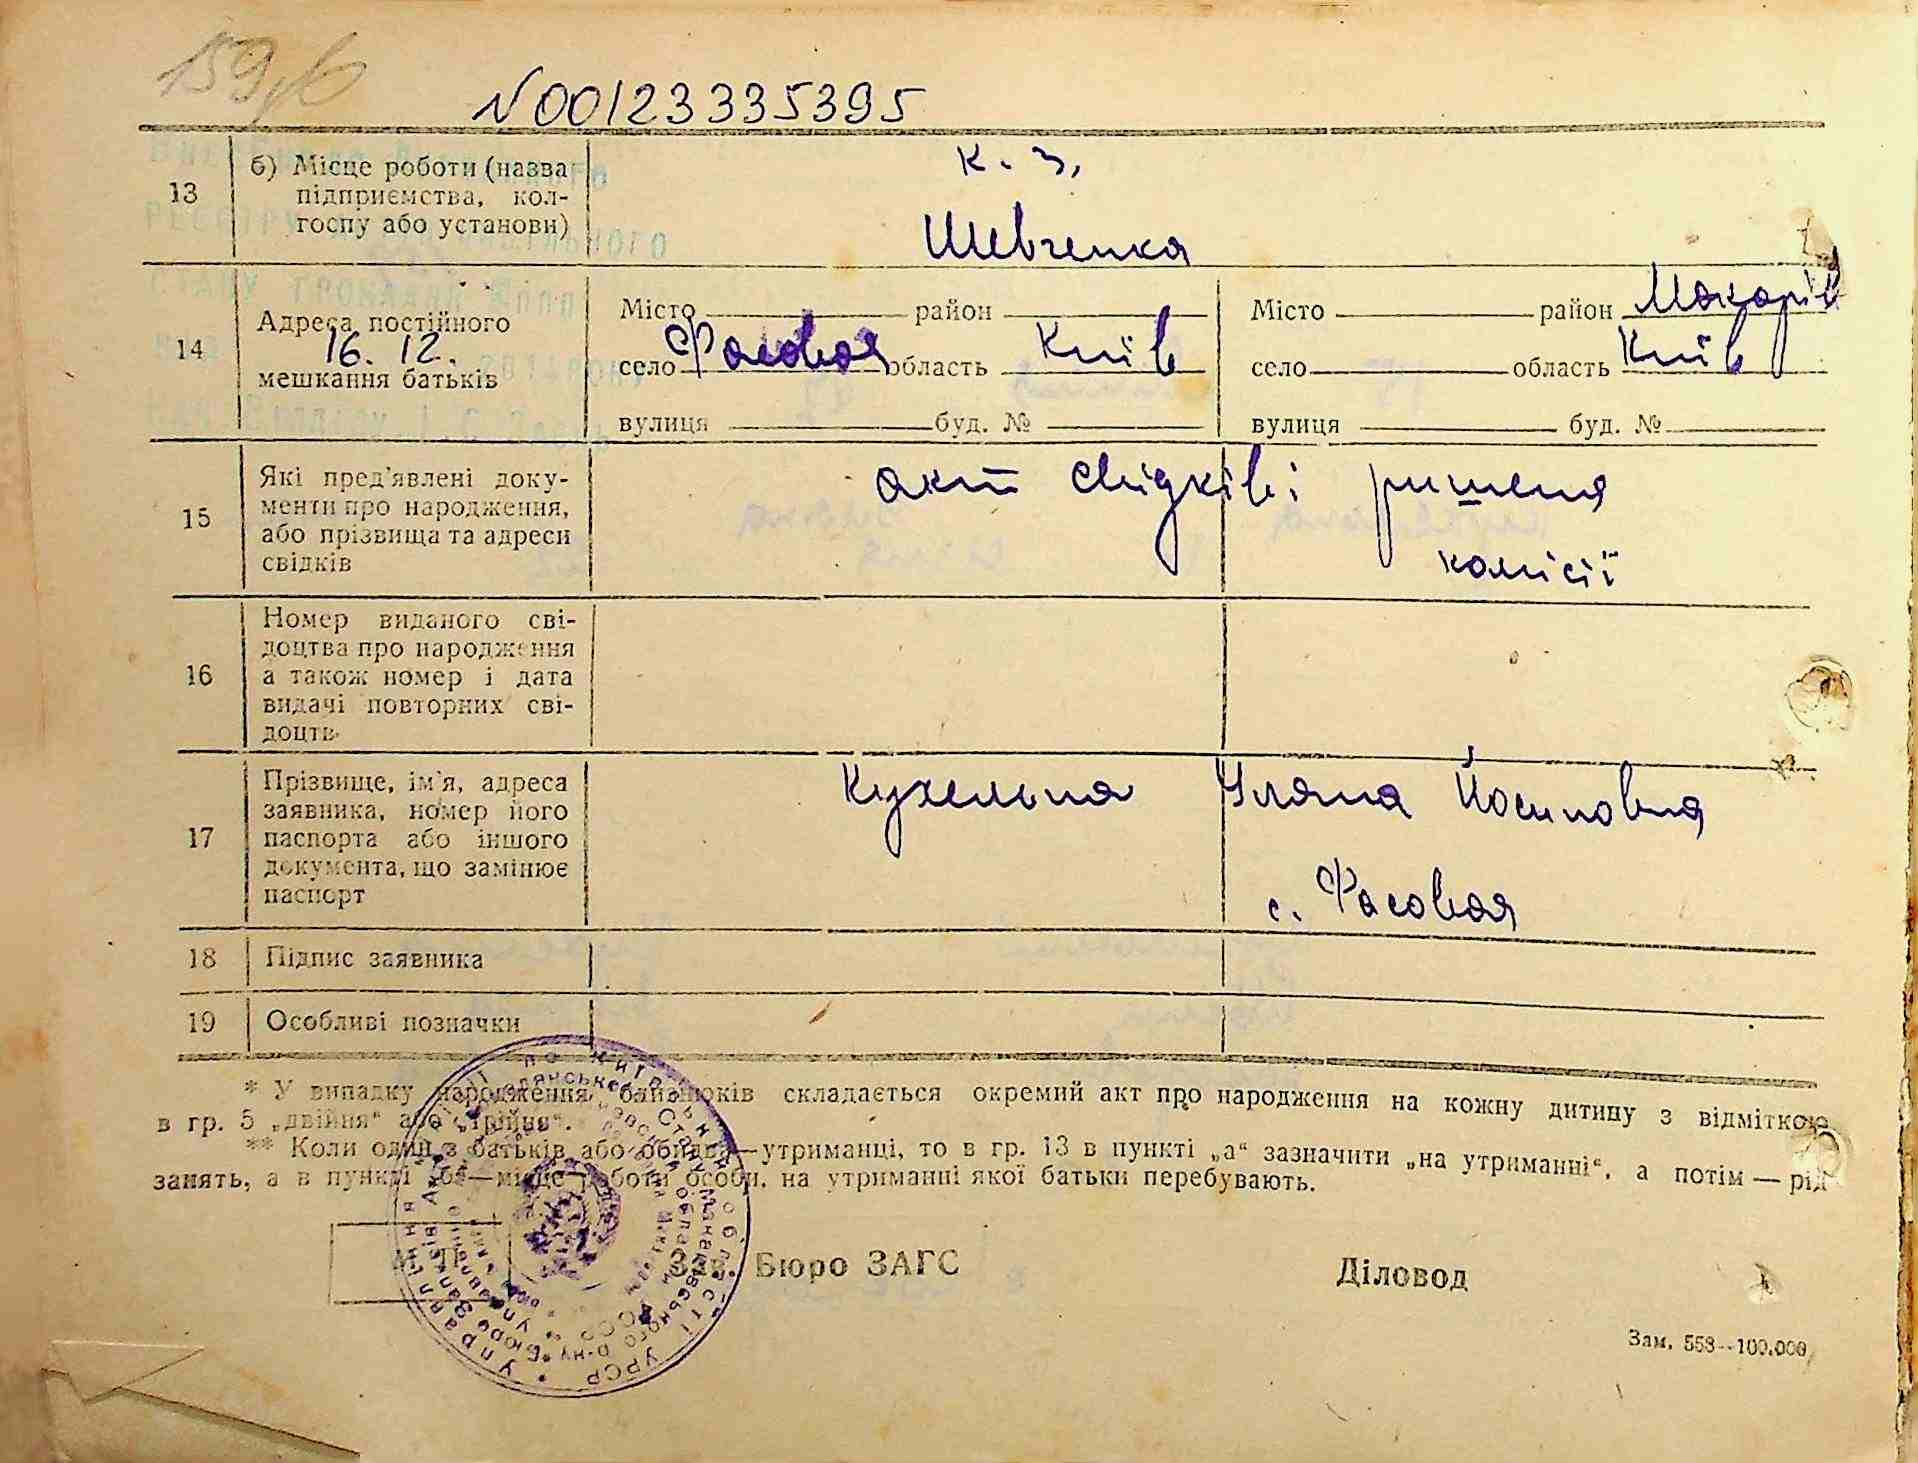 159
N00123335395
13
б) Місце роботи (назва
підприємства, кол-
госпу або установи)
к. з.
Шевченка
14
Адреса постійного
16. 12.
мешкання батьків
Місто район
село Фасовая область Київ
вулиця буд. №
Місто район Макарів
село область Київ
вулиця буд. №
15
Які пред'явлені доку-
менти про народження,
або прізвища та адреси
свідків
акт свідків і ришеня
комісії
16
Номер виданого сві-
доцтва про народження
а також номер і дата
видачі повторних сві-
доцтв
17
Прізвище, ім'я, адреса
заявника, номер його
паспорта або іншого
документа, що замінює
паспорт
Кухельна Уляна Йосиповна
с. Фасовая
18
Підпис заявника
19
Особливі позначки
* У випадку народження близнюків складається окремий акт про народження на кожну дитину з відміткою
в гр. 5 „двійня“ або „трійня“.
** Коли один з батьків або обидва—утриманці, то в гр. 13 в пункті „а“ зазначити „на утриманні“, а потім — рід
занять, а в пункті „б“—місце роботи особи, на утриманні якої батьки перебувають.
М. П.
Зав. Бюро ЗАГС
Діловод
Зам. 558--100.000